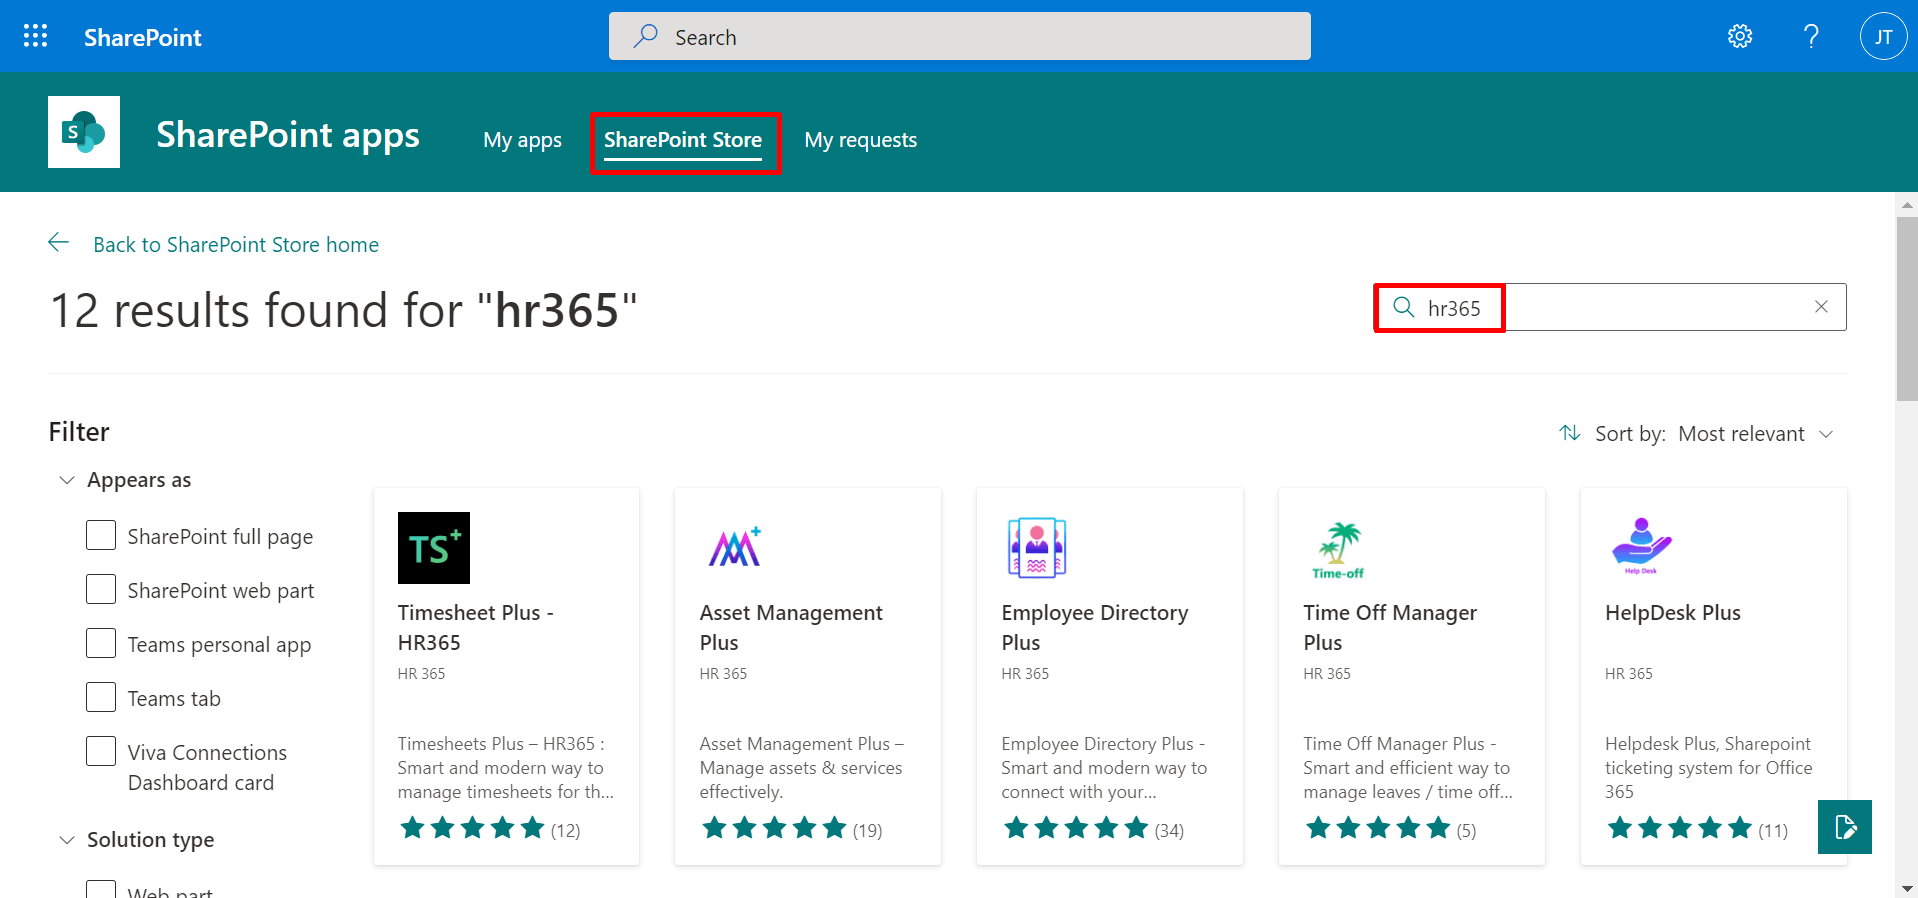 SharePoint
Search
JT
S
SharePoint apps
My apps
SharePoint Store
My requests
Back to SharePoint Store home
12 results found for "hr365"
hr365
Filter
Sort by: Most relevant
Appears as
SharePoint full page
SharePoint web part
Teams personal app
Teams tab
Viva Connections
Dashboard card
Solution type
Web part
TS+
Timesheet Plus -
HR365
HR 365
Timesheets Plus – HR365 :
Smart and modern way to
manage timesheets for th...
(12)
Asset Management
Plus
HR 365
Asset Management Plus –
Manage assets & services
effectively.
(19)
Employee Directory
Plus
HR 365
Employee Directory Plus -
Smart and modern way to
connect with your...
(34)
Time-off
Time Off Manager
Plus
HR 365
Time Off Manager Plus -
Smart and efficient way to
manage leaves / time off...
(5)
Help Desk
HelpDesk Plus
HR 365
Helpdesk Plus, Sharepoint
ticketing system for Office
365
(11)